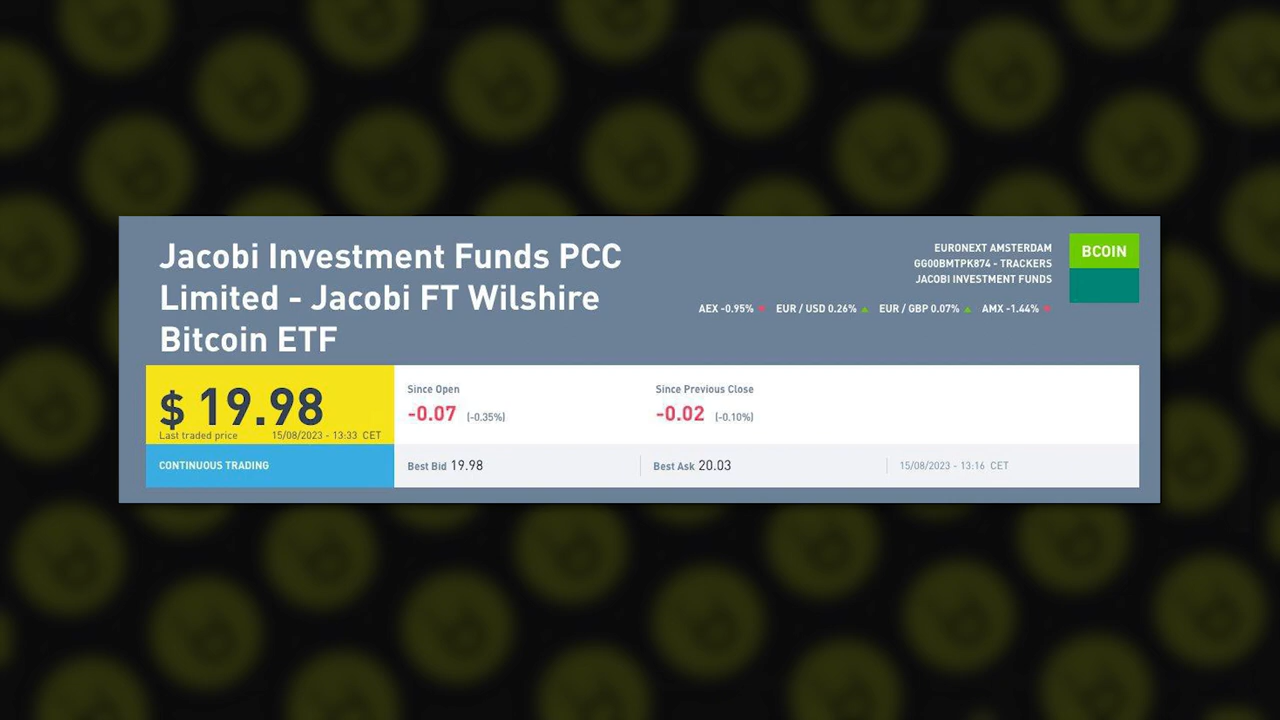 Jacobi Investment Funds PCC
Limited - Jacobi FT Wilshire
Bitcoin ETF
EURONEXT AMSTERDAM
GG00BMTPK874 - TRACKERS
JACOBI INVESTMENT FUNDS
BCOIN
AEX -0.95% EUR / USD 0.26% EUR / GBP 0.07% AMX -1.44%
$ 19.98
Last traded price 15/08/2023 - 13:33 CET
Since Open
-0.07 (-0.35%)
Since Previous Close
-0.02 (-0.10%)
CONTINUOUS TRADING
Best Bid 19.98
Best Ask 20.03
15/08/2023 - 13:16 CET